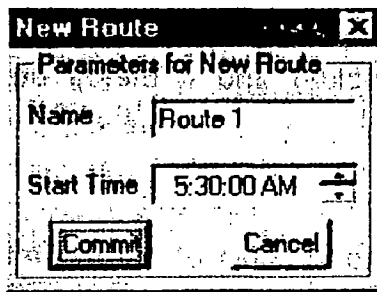 New Route
Parameters for New Route
Name Route 1
Start Time 5:30:00 AM
Commit Cancel